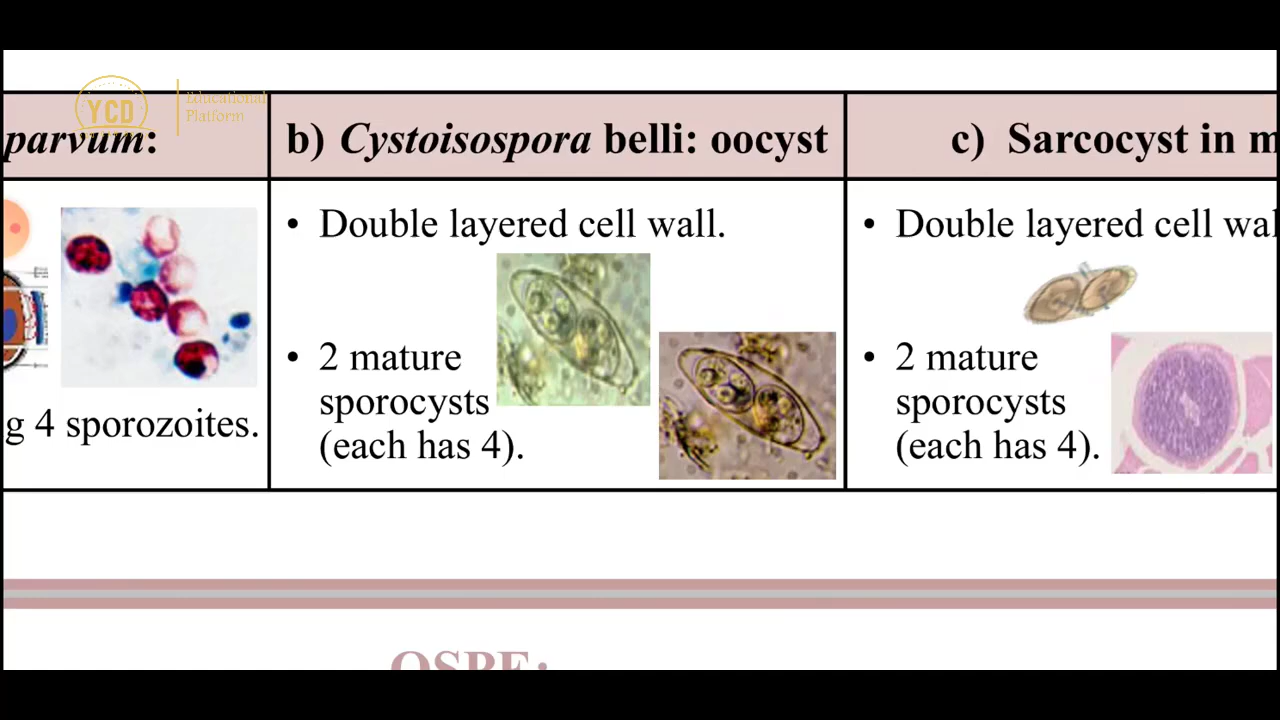 YCD
Educational
Platform
parvum:
g 4 sporozoites.
b) Cystoisospora belli: oocyst
• Double layered cell wall.
• 2 mature
sporocysts
(each has 4).
c) Sarcocyst in m
• Double layered cell wal
• 2 mature
sporocysts
(each has 4).
OSPE: